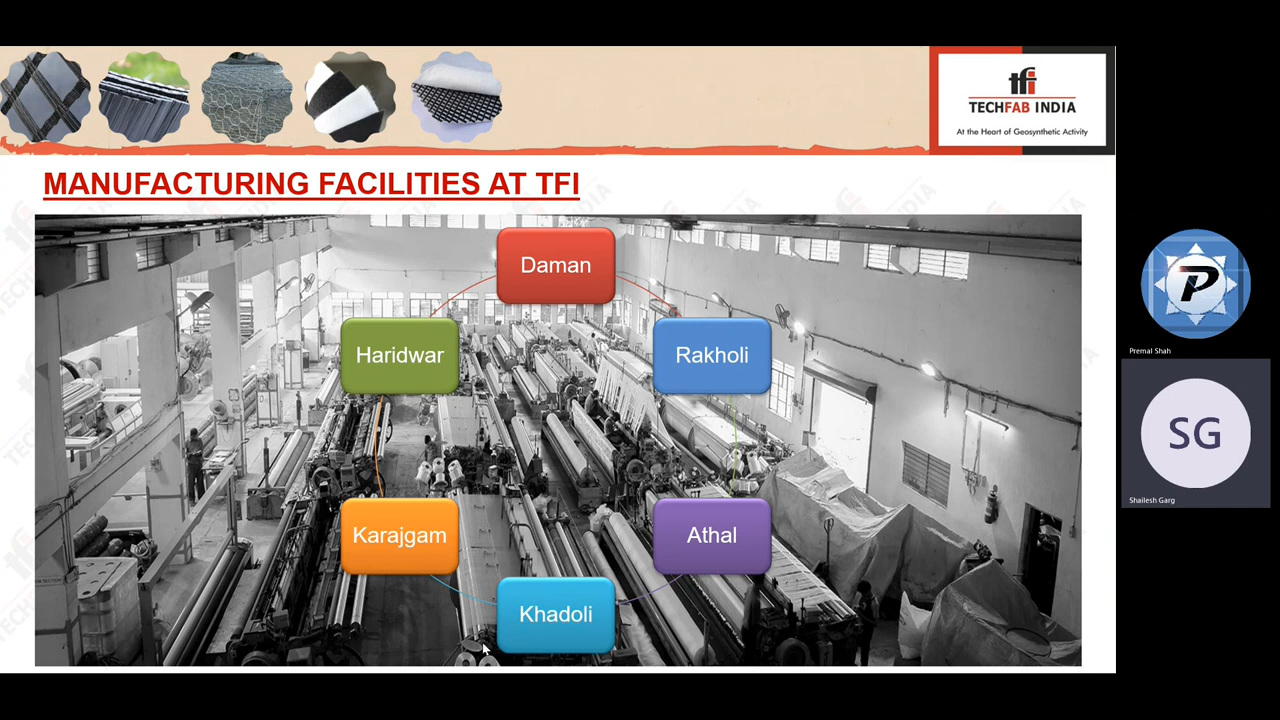 tfi
TECHFAB INDIA
At the Heart of Geosynthetic Activity
MANUFACTURING FACILITIES AT TFI
Daman
Haridwar
Rakholi
Karajgam
Athal
Khadoli
P
Premal Shah
SG
Shailesh Garg